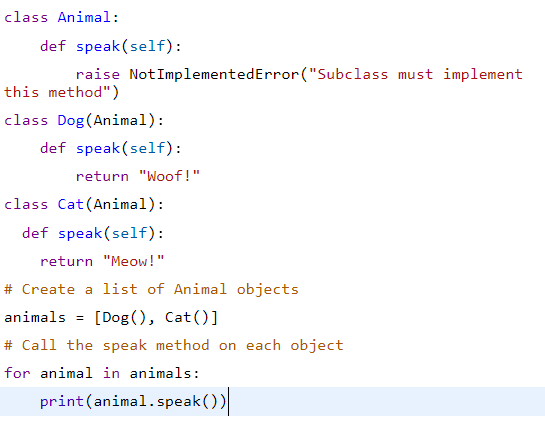 class Animal:
    def speak(self):
        raise NotImplementedError("Subclass must implement
this method")
class Dog(Animal):
    def speak(self):
        return "Woof!"
class Cat(Animal):
  def speak(self):
    return "Meow!"
# Create a list of Animal objects
animals = [Dog(), Cat()]
# Call the speak method on each object
for animal in animals:
    print(animal.speak())